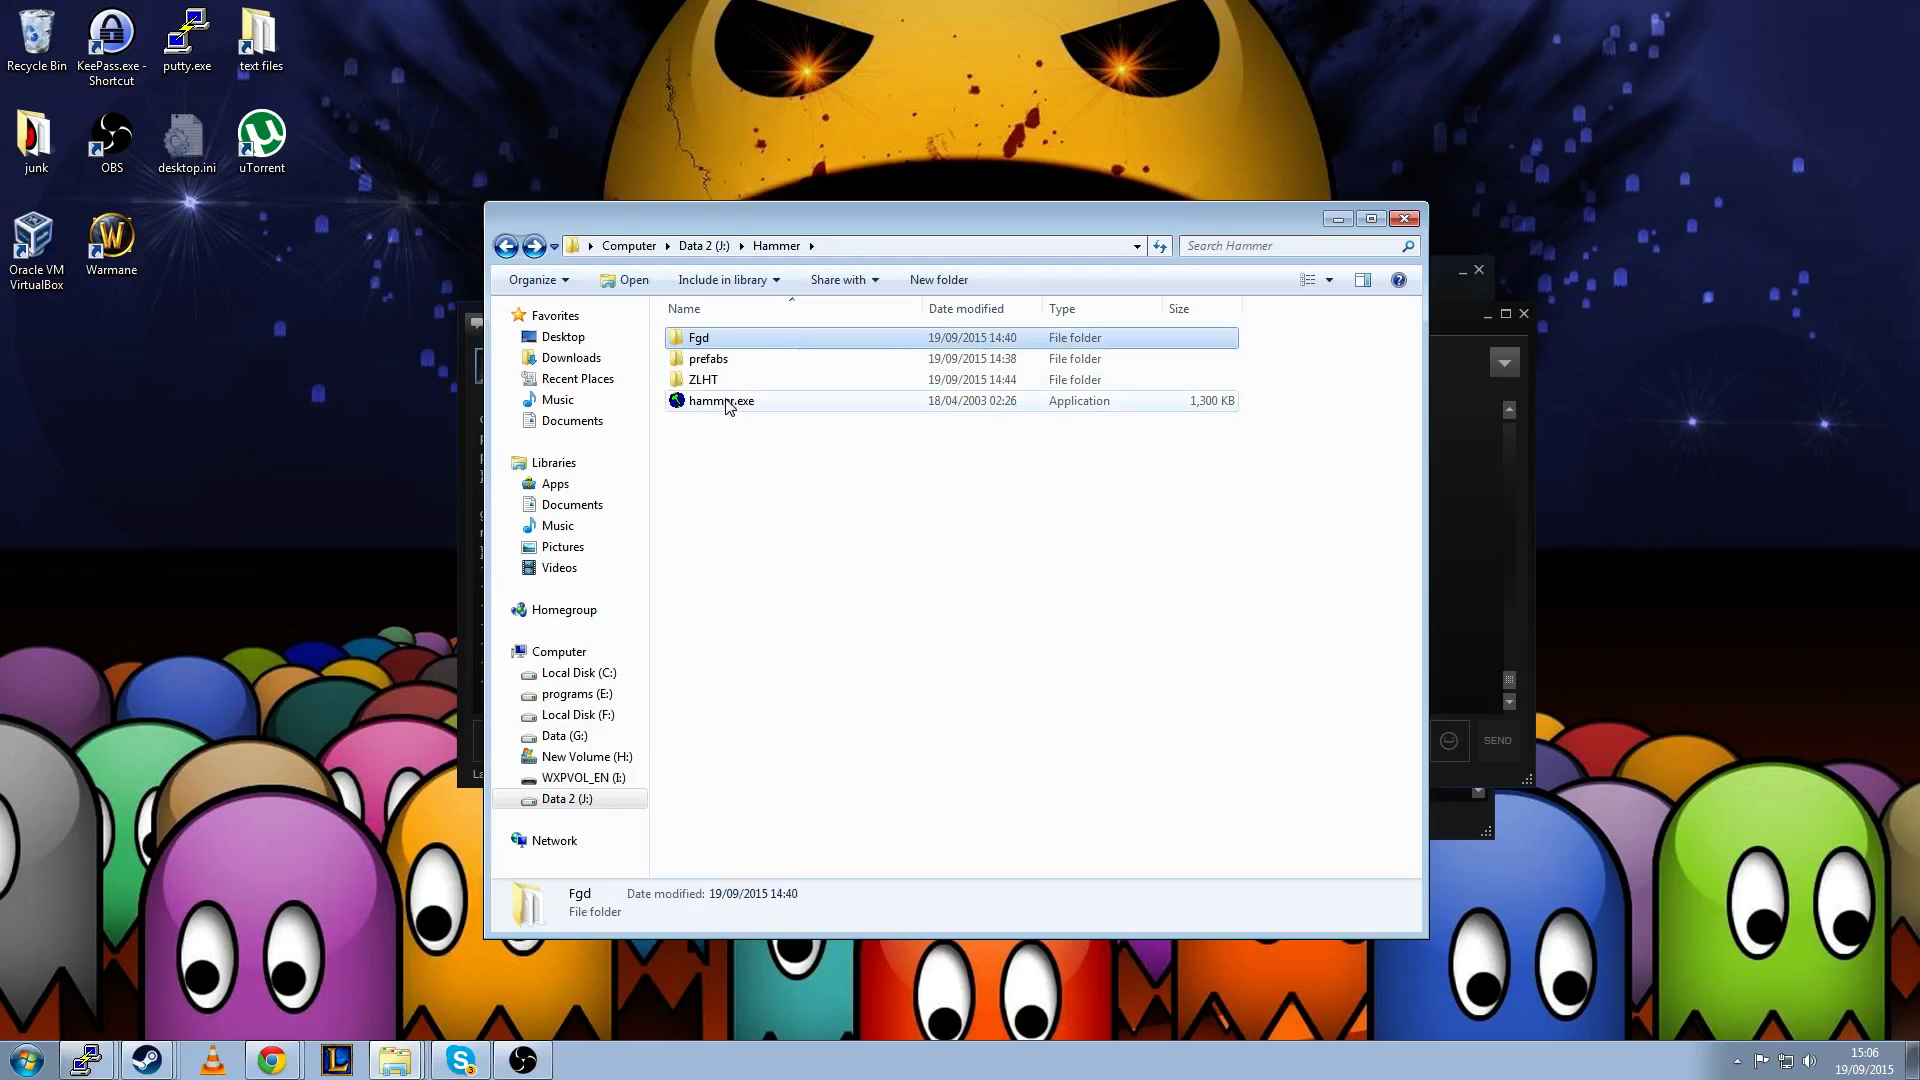 Recycle Bin
KeePass.exe - Shortcut
putty.exe
text files
junk
OBS
desktop.ini
uTorrent
Oracle VM VirtualBox
Warmane
Computer
Data 2 (J:)
Hammer
Search Hammer
Organize
Open
Include in library
Share with
New folder
Name
Date modified
Type
Size
Fgd 19/09/2015 14:40 File folder
prefabs 19/09/2015 14:38 File folder
ZLHT 19/09/2015 14:44 File folder
hammer.exe 18/04/2003 02:26 Application 1,300 KB
Favorites
Desktop
Downloads
Recent Places
Music
Documents
Libraries
Apps
Documents
Music
Pictures
Videos
Homegroup
Computer
Local Disk (C:)
programs (E:)
Local Disk (F:)
Data (G:)
New Volume (H:)
WXPVOL_EN (I:)
Data 2 (J:)
Network
Fgd Date modified: 19/09/2015 14:40
File folder
SEND
15:06
19/09/2015